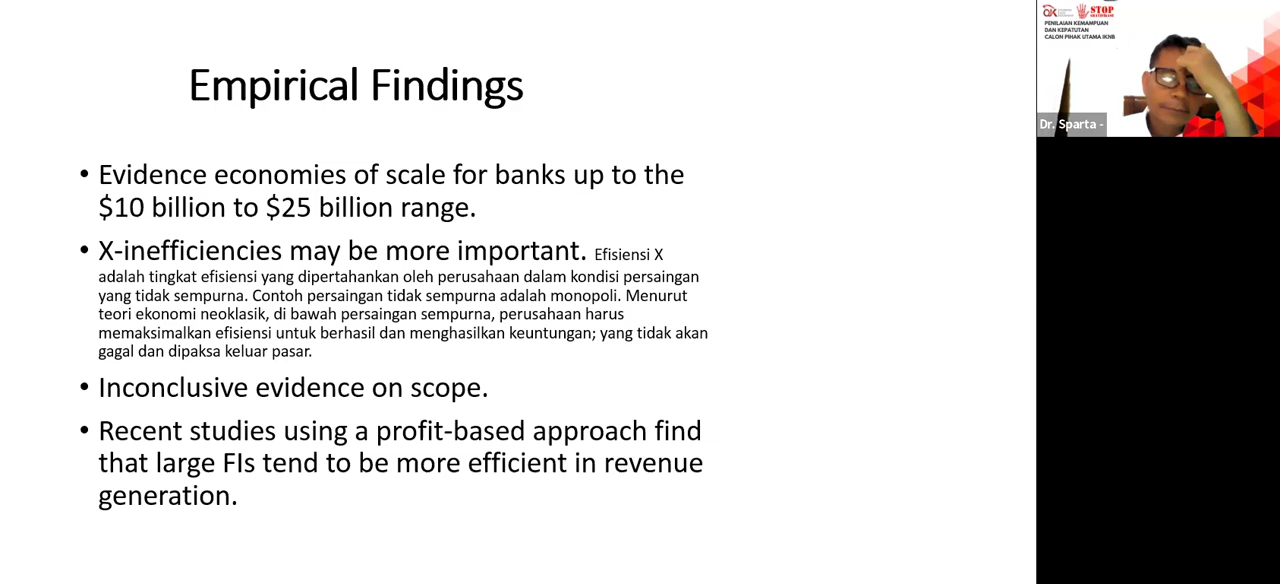 Empirical Findings
• Evidence economies of scale for banks up to the
$10 billion to $25 billion range.
• X-inefficiencies may be more important. Efisiensi X
adalah tingkat efisiensi yang dipertahankan oleh perusahaan dalam kondisi persaingan
yang tidak sempurna. Contoh persaingan tidak sempurna adalah monopoli. Menurut
teori ekonomi neoklasik, di bawah persaingan sempurna, perusahaan harus
memaksimalkan efisiensi untuk berhasil dan menghasilkan keuntungan; yang tidak akan
gagal dan dipaksa keluar pasar.
• Inconclusive evidence on scope.
• Recent studies using a profit-based approach find
that large FIs tend to be more efficient in revenue
generation.
STOP
PENILAIAN KEMAMPUAN
DAN KEPATUTAN
CALON PIHAK UTAMA IKNB
Dr. Sparta -